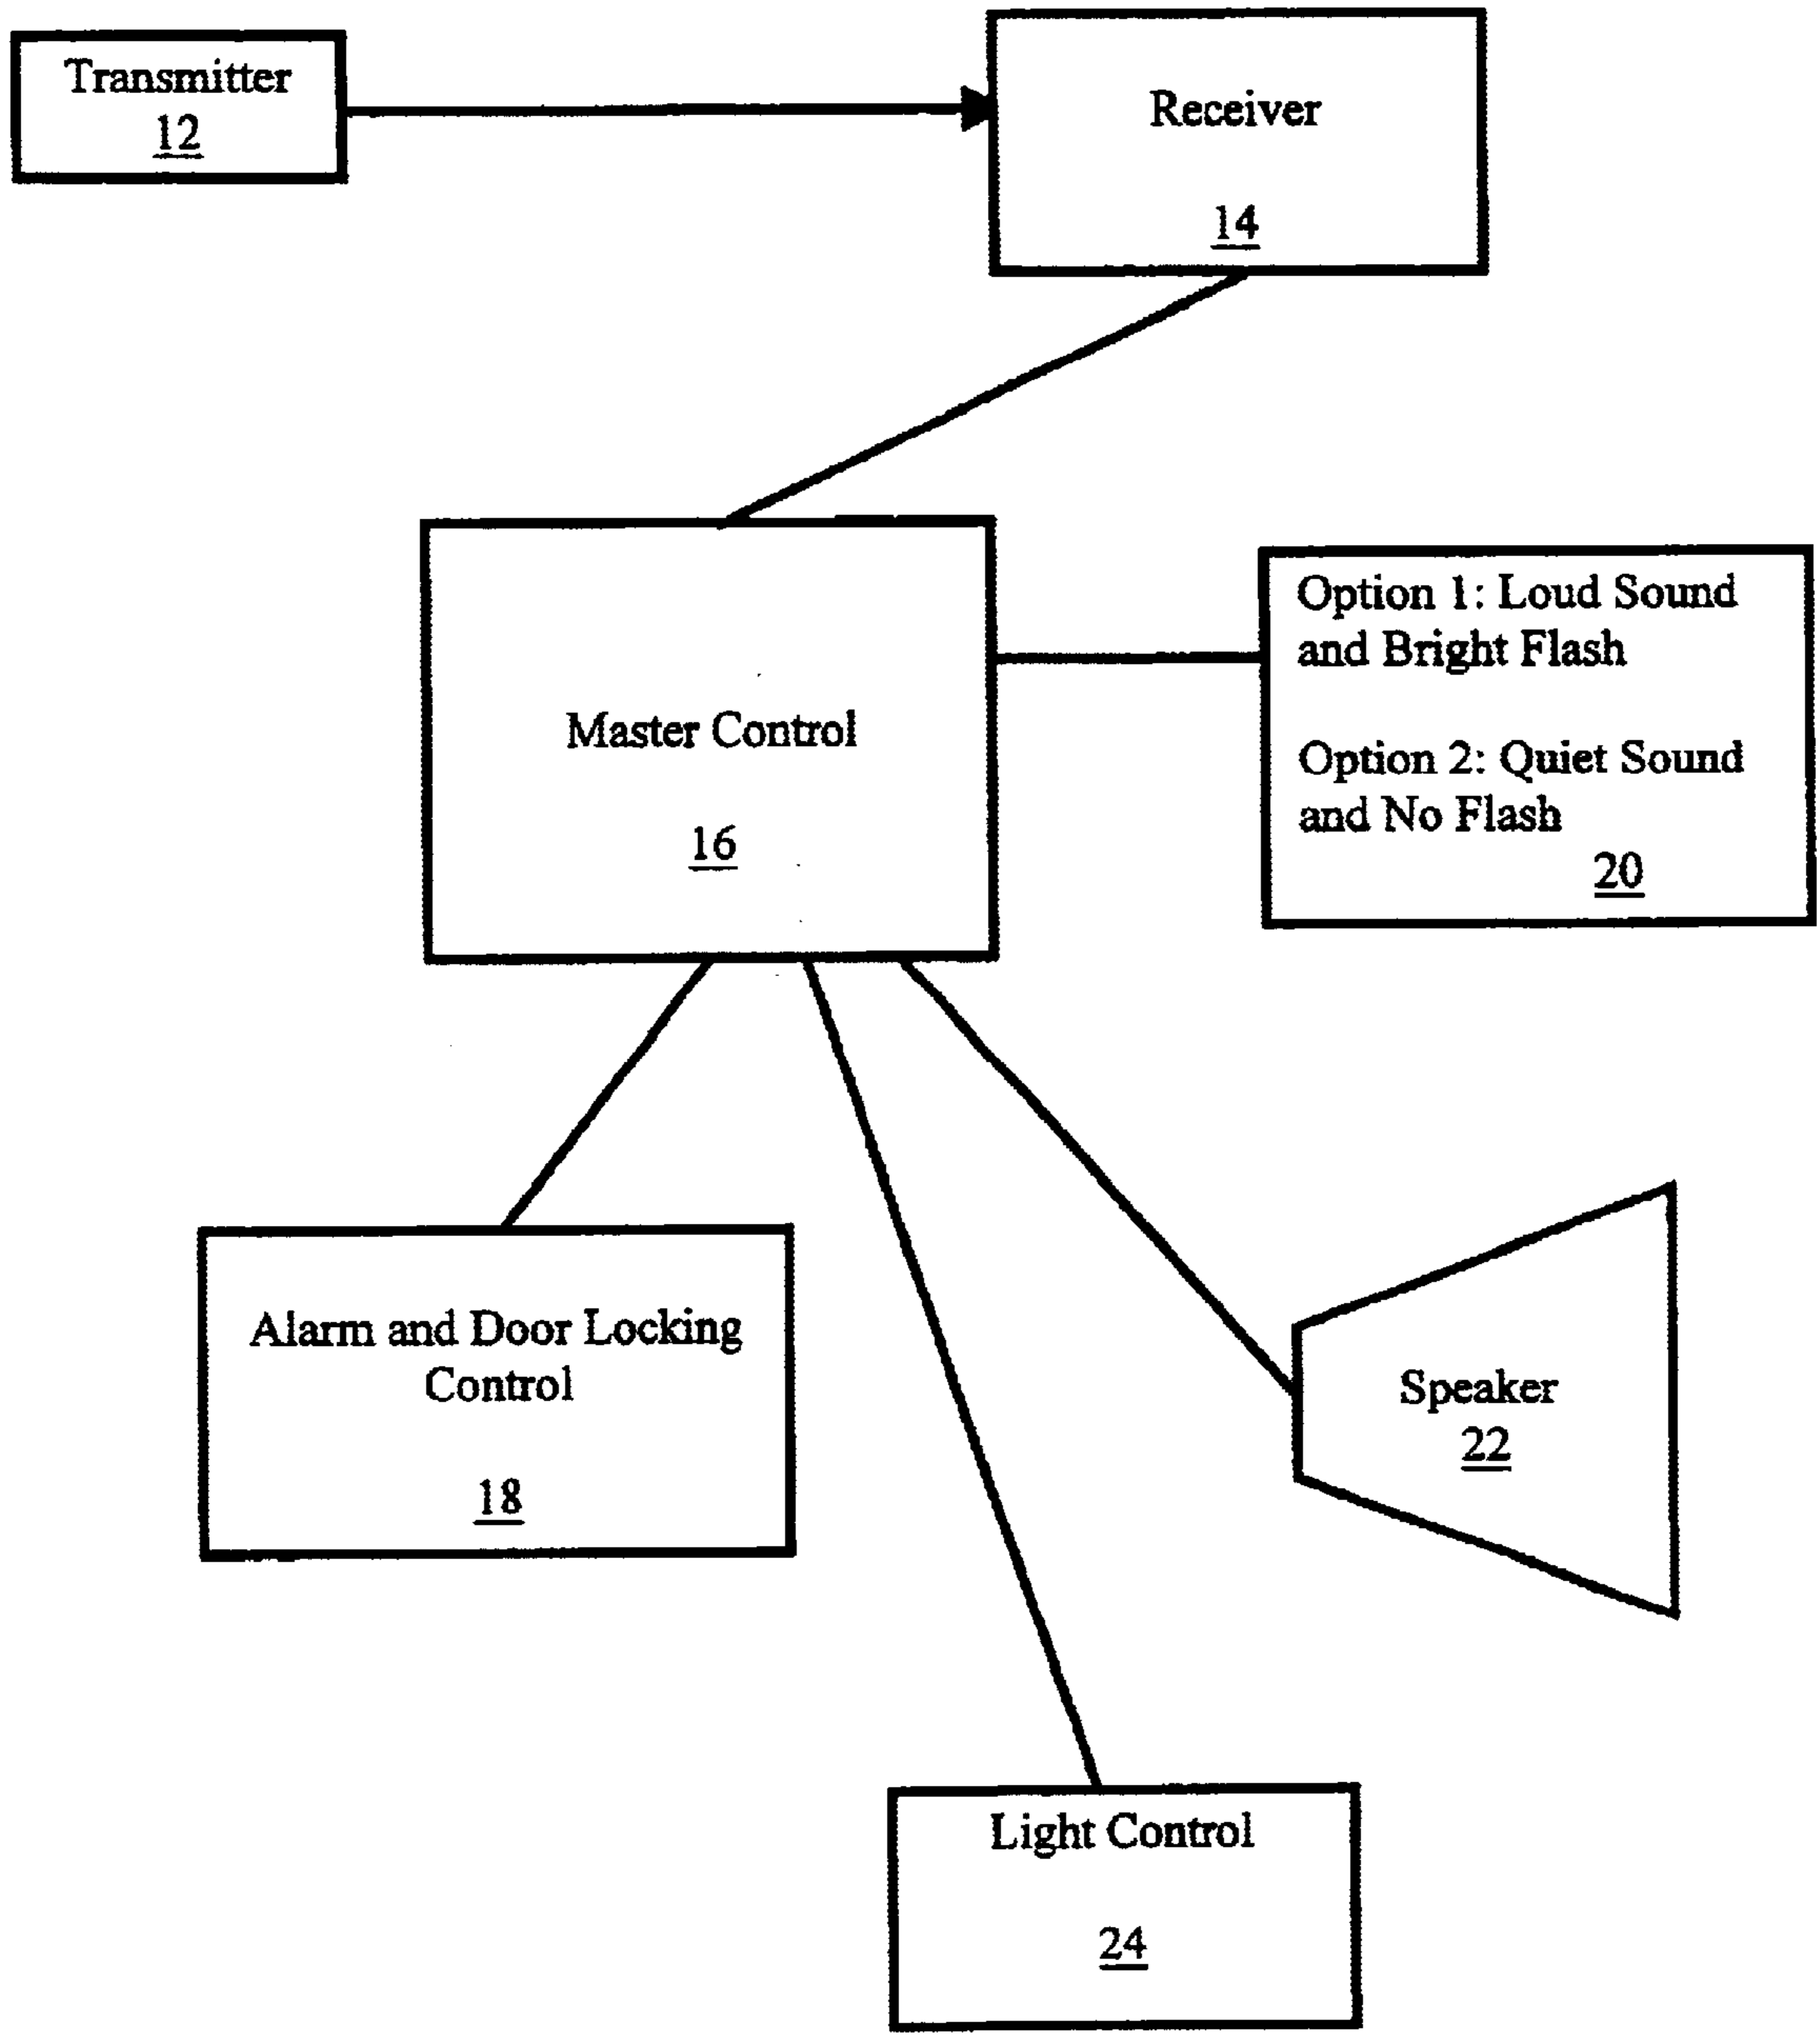 Transmitter
12
Receiver
14
Master Control
16
Option 1: Loud Sound
and Bright Flash
Option 2: Quiet Sound
and No Flash
20
Alarm and Door Locking
Control
18
Speaker
22
Light Control
24